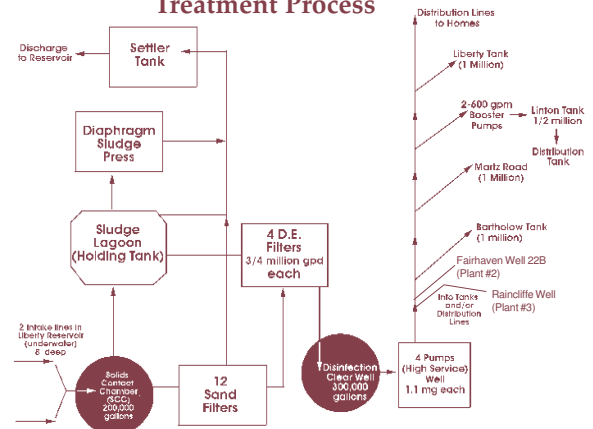 Treatment Process
Discharge
to Reservoir
Settler
Tank
Diaphragm
Sludge
Press
Sludge
Lagoon
(Holding Tank)
4 D.E.
Filters
3/4 million gpd
each
2 intake lines in
Liberty Reservoir
(underwater)
8' deep
Solids
Contact
Chamber
(SCC)
200,000
gallons
12
Sand
Filters
Disinfection
Clear Well
300,000
gallons
4 Pumps
(High Service)
Well
1.1 mg each
Distribution Lines
to Homes
Liberty Tank
(1 Million)
2-600 gpm
Booster
Pumps
Linton Tank
1/2 million
Distribution
Tank
Martz Road
(1 Million)
Bartholow Tank
(1 million)
Fairhaven Well 22B
(Plant #2)
Raincliffe Well
(Plant #3)
Into Tanks
and/or
Distribution
Lines